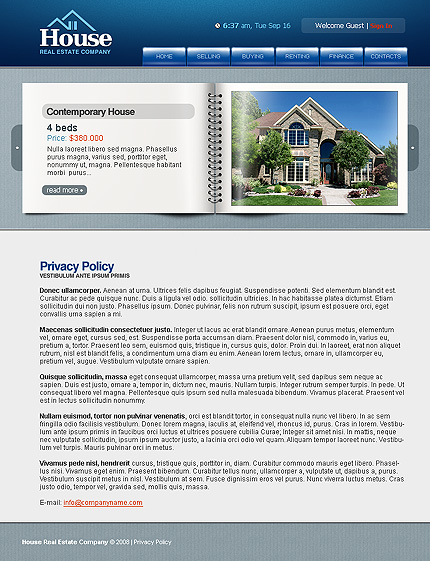 House
REAL ESTATE COMPANY
6:37 am, Tue Sep 16
Welcome Guest | Sign In
HOME SELLING BUYING RENTING FINANCE CONTACTS
Contemporary House
4 beds
Price: $380.000
Nulla laoreet libero sed magna. Phasellus
purus magna, varius sed, porttitor eget,
nonummy ut, magna. Pellentesque habitant
morbi purus...
read more
Privacy Policy
VESTIBULUM ANTE IPSUM PRIMIS
Donec ullamcorper. Aenean at urna. Ultrices felis dapibus feugiat. Suspendisse potenti. Sed elementum blandit est.
Curabitur ac pede quisque nunc. Duis a ligula vel odio. sollicitudin ultricies. In hac habitasse platea dictumst. Etiam
sollicitudin dui non justo. Phasellus ipsum. Donec pulvinar, felis non rutrum suscipit, ipsum est posuere orci, eget
convallis urna sapien a mi.
Maecenas sollicitudin consectetuer justo. Integer ut lacus ac erat blandit ornare. Aenean purus metus, elementum
vel, ornare eget, cursus sed, est. Suspendisse porta accumsan diam. Praesent dolor nisl, commodo in, varius eu,
pretium a, tortor. Praesent leo sem, euismod quis, tristique in, cursus quis, dolor. Proin dui. In laoreet, erat non aliquet
rutrum, nisl est blandit felis, a condimentum urna diam eu enim. Aenean lorem lectus, ornare in, ullamcorper eu,
pretium vel, augue. Vestibulum vulputate ornare sapien.
Quisque sollicitudin, massa eget consequat ullamcorper, massa urna pretium velit, sed dapibus sem neque ac
sapien. Duis est justo, ornare a, tempor in, dictum nec, mauris. Nullam turpis. Integer rutrum semper turpis. In pede. Ut
consequat libero vel magna. Pellentesque quis ipsum sed nulla malesuada bibendum. Vivamus placerat. Praesent vel
est in lectus sollicitudin nonummy.
Nullam euismod, tortor non pulvinar venenatis, orci est blandit tortor, in consequat nulla nunc vel libero. In ac sem
fringilla odio facilisis vestibulum. Donec lorem magna, iaculis at, eleifend vel, rhoncus id, purus. Cras in lorem. Vestibu-
lum ante ipsum primis in faucibus orci luctus et ultrices posuere cubilia Curae; Integer sit amet nisi. In mattis, neque
nec vulputate sollicitudin, ipsum ipsum auctor justo, a lacinia orci odio vel quam. Aliquam tempor laoreet nunc. Vestibu-
lum vel turpis. Mauris pulvinar orci in metus.
Vivamus pede nisl, hendrerit cursus, tristique quis, porttitor in, diam. Curabitur commodo mauris eget libero. Phasel-
lus nisi. Vivamus eget enim. Praesent bibendum. Curabitur tellus nunc, ullamcorper a, vulputate ut, dapibus a, purus.
Vestibulum suscipit metus in nisl. Vestibulum at sem. Fusce dignissim eros vel purus. Nunc viverra luctus metus. Cras
justo odio, tempor vel, gravida sed, mollis quis, massa.
E-mail: info@companyname.com
House Real Estate Company © 2008 | Privacy Policy